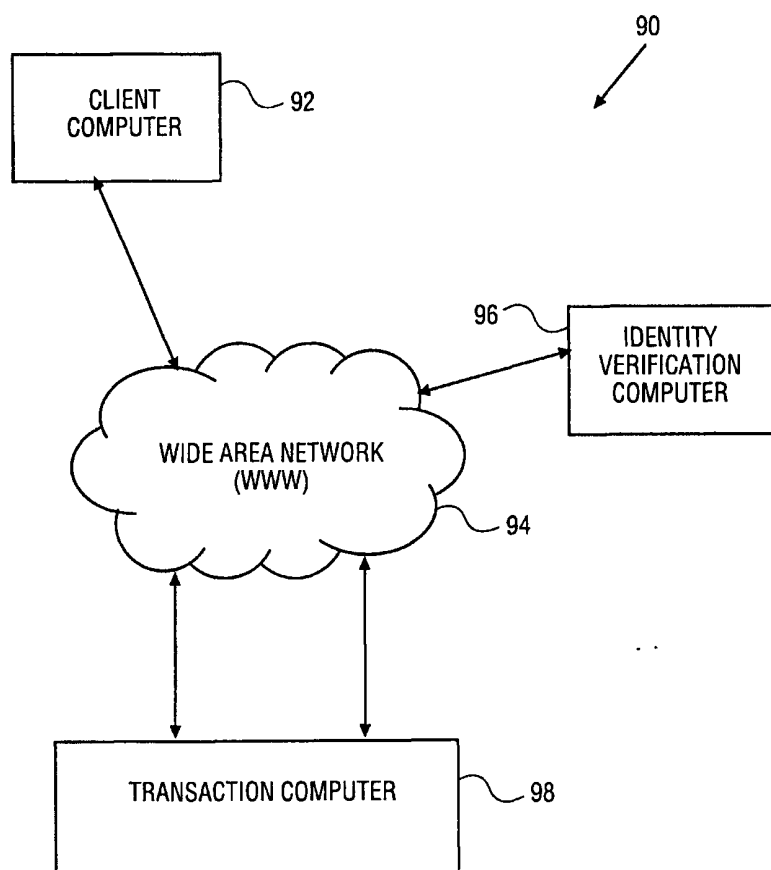 90
CLIENT
COMPUTER
92
96
IDENTITY
VERIFICATION
COMPUTER
WIDE AREA NETWORK
(WWW)
94
TRANSACTION COMPUTER
98